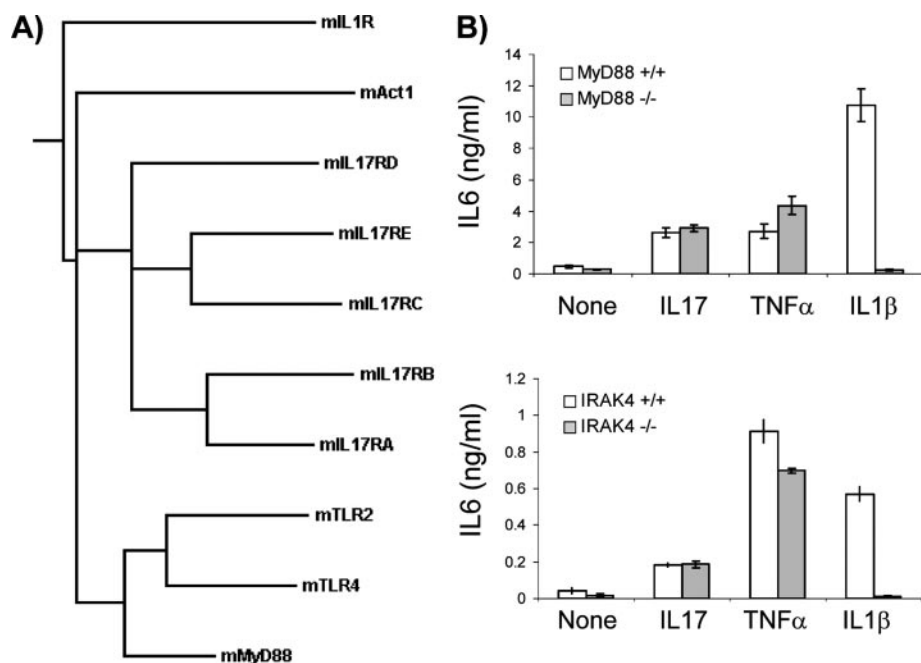 A)
mIL1R
mAct1
mIL17RD
mIL17RE
mIL17RC
mIL17RB
mIL17RA
mTLR2
mTLR4
mMyD88
B)
IL6 (ng/ml)
14
12
10
8
6
4
2
0
MyD88 +/+
MyD88 -/-
None IL17 TNFα IL1β
IL6 (ng/ml)
1.2
1
0.8
0.6
0.4
0.2
0
IRAK4 +/+
IRAK4 -/-
None IL17 TNFα IL1β